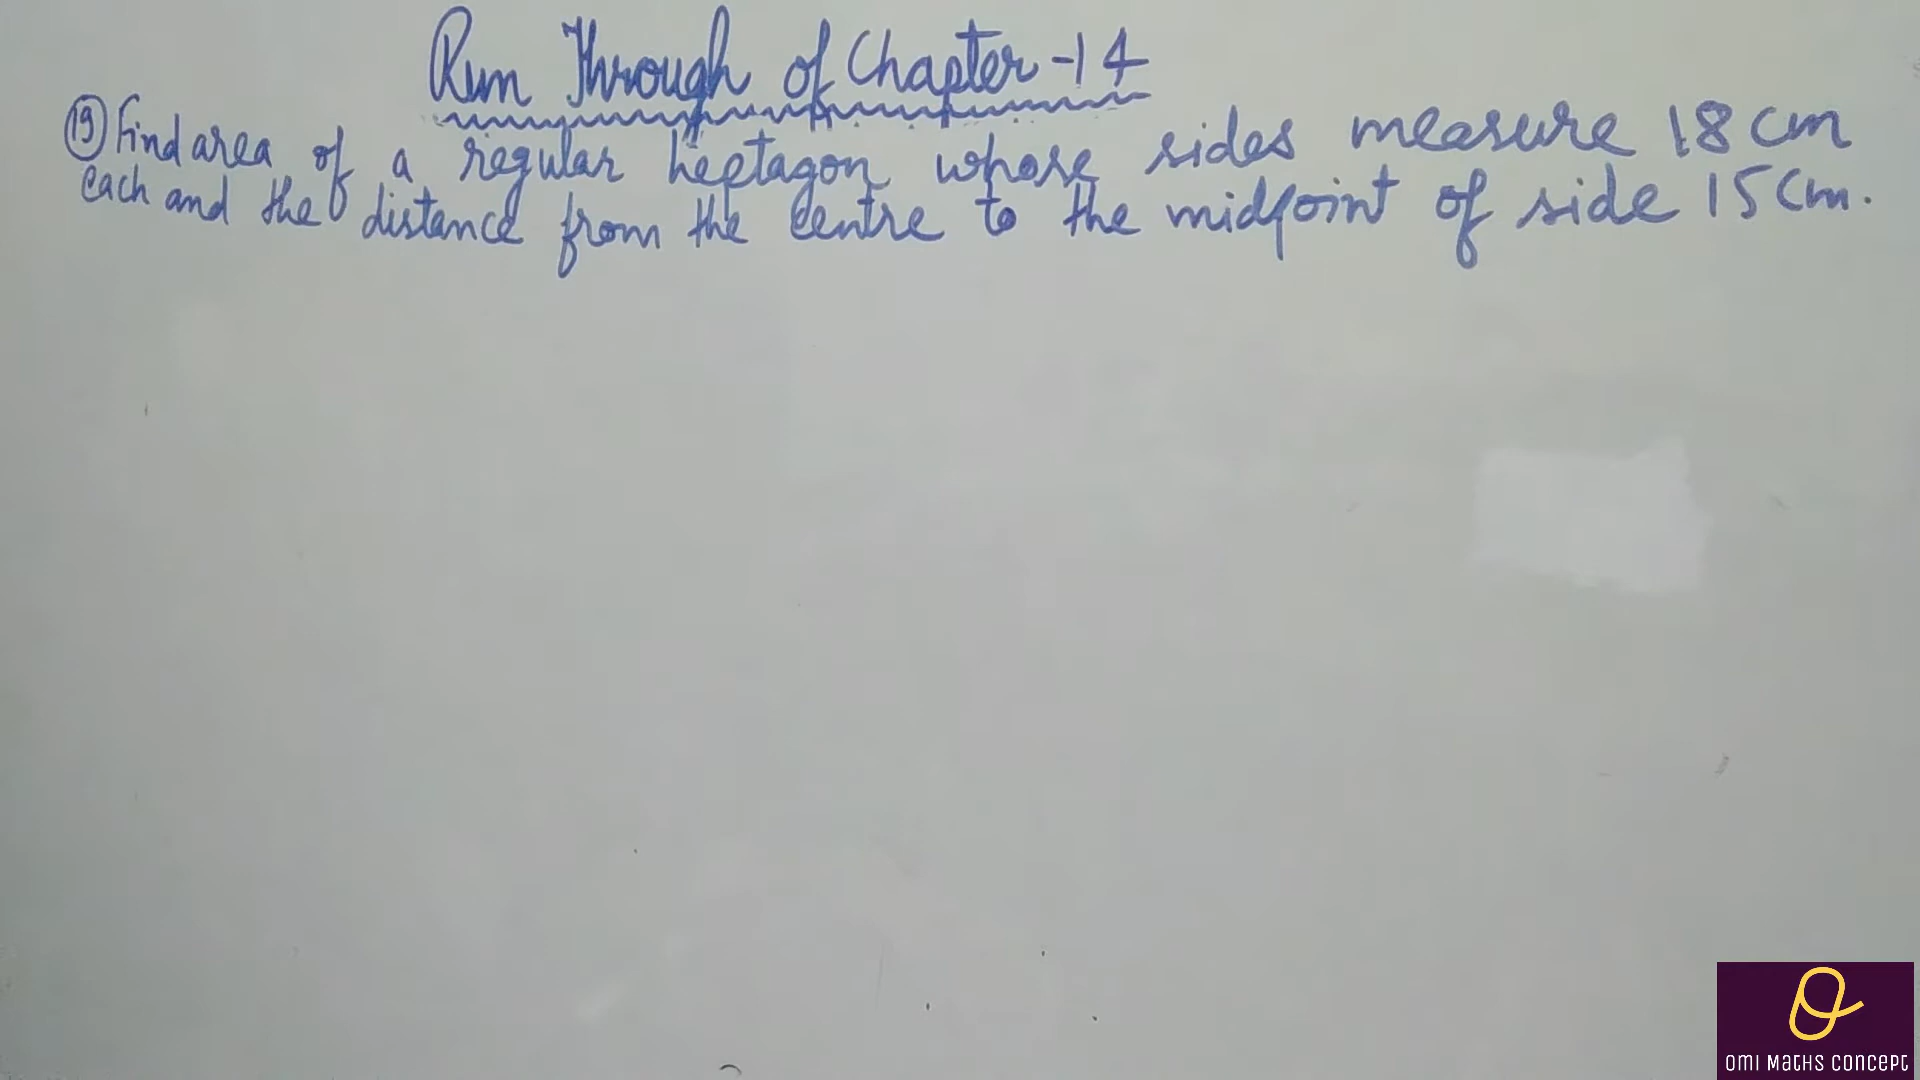 Run Through of Chapter-14
19 Find area of a regular heptagon whose sides measure 18 cm
each and the distance from the centre to the midpoint of side 15 cm.
OMI MATHS CONCEPT